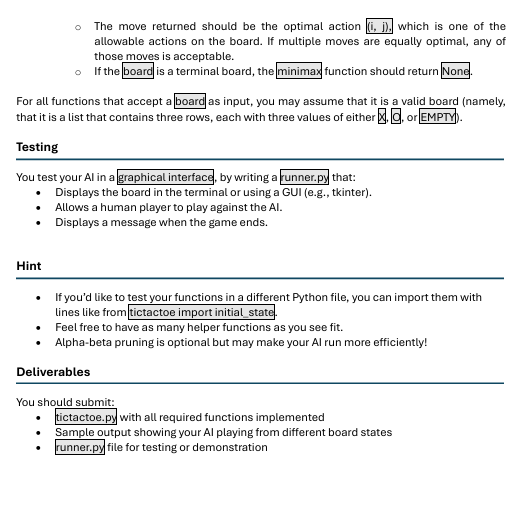 o The move returned should be the optimal action (i, j), which is one of the
allowable actions on the board. If multiple moves are equally optimal, any of
those moves is acceptable.
o If the board is a terminal board, the minimax function should return None.
For all functions that accept a board as input, you may assume that it is a valid board (namely,
that it is a list that contains three rows, each with three values of either X, O, or EMPTY).
Testing
You test your AI in a graphical interface, by writing a runner.py that:
• Displays the board in the terminal or using a GUI (e.g., tkinter).
• Allows a human player to play against the AI.
• Displays a message when the game ends.
Hint
• If you'd like to test your functions in a different Python file, you can import them with
lines like from tictactoe import initial_state.
• Feel free to have as many helper functions as you see fit.
• Alpha-beta pruning is optional but may make your AI run more efficiently!
Deliverables
You should submit:
• tictactoe.py with all required functions implemented
• Sample output showing your AI playing from different board states
• runner.py file for testing or demonstration